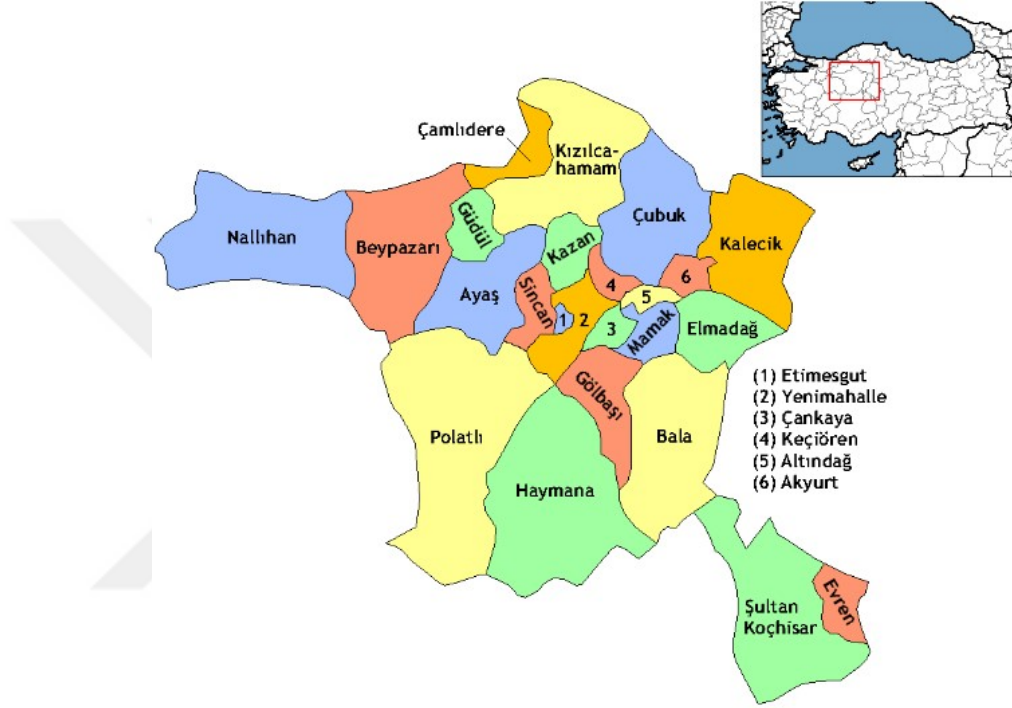 Çamlıdere
Kızılca-
hamam
Çubuk
Kalecik
Nallıhan
Beypazarı
Güdül
Kazan
Ayaş
Sincan
4
6
5
1
2
3
Mamak
Elmadağ
Gölbaşı
Polatlı
Bala
Haymana
(1) Etimesgut
(2) Yenimahalle
(3) Çankaya
(4) Keçiören
(5) Altındağ
(6) Akyurt
Evren
Şultan
Koçhisar